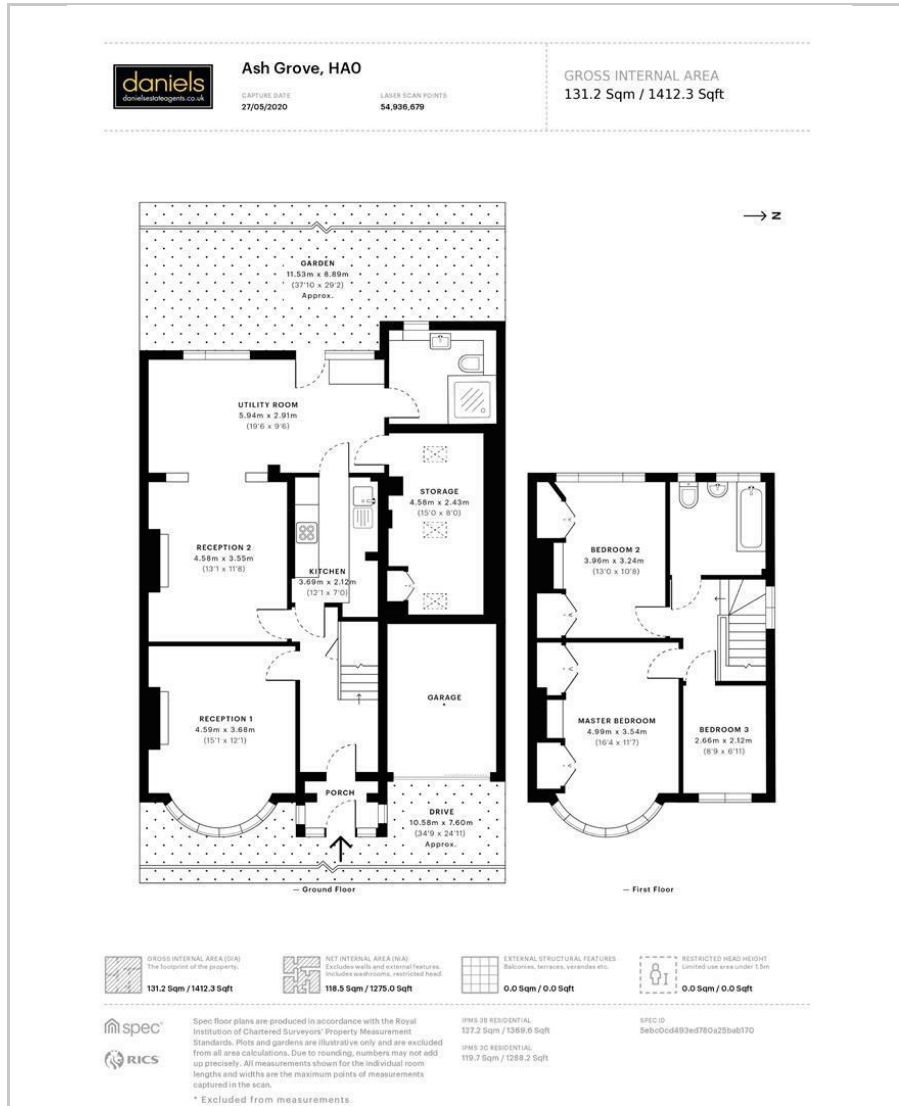 daniels
danielsestateagents.co.uk
Ash Grove, HA0
CAPTURE DATE
27/05/2020
LASER SCAN POINTS
54,936,679
GROSS INTERNAL AREA
131.2 Sqm / 1412.3 Sqft
N
GARDEN
11.53m x 8.89m
(37'10 x 29'2)
Approx.
UTILITY ROOM
5.94m x 2.91m
(19'6 x 9'6)
STORAGE
4.58m x 2.43m
(15'0 x 8'0)
RECEPTION 2
4.58m x 3.55m
(13'1 x 11'8)
KITCHEN
3.69m x 2.12m
(12'1 x 7'0)
BEDROOM 2
3.96m x 3.24m
(13'0 x 10'8)
RECEPTION 1
4.59m x 3.68m
(15'1 x 12'1)
GARAGE
*
MASTER BEDROOM
4.99m x 3.54m
(16'4 x 11'7)
BEDROOM 3
2.66m x 2.12m
(8'9 x 6'11)
PORCH
DRIVE
10.58m x 7.60m
(34'9 x 24'11)
Approx.
— Ground Floor
— First Floor
GROSS INTERNAL AREA (GIA)
The footprint of the property.
131.2 Sqm / 1412.3 Sqft
NET INTERNAL AREA (NIA)
Excludes walls and external features.
Includes washrooms, restricted head.
118.5 Sqm / 1275.0 Sqft
EXTERNAL STRUCTURAL FEATURES
Balconies, terraces, verandas etc.
0.0 Sqm / 0.0 Sqft
RESTRICTED HEAD HEIGHT
Limited use area under 1.5m
0.0 Sqm / 0.0 Sqft
spec
RICS
Spec floor plans are produced in accordance with the Royal
Institution of Chartered Surveyors' Property Measurement
Standards. Plots and gardens are illustrative only and are excluded
from all area calculations. Due to rounding, numbers may not add
up precisely. All measurements shown for the individual room
lengths and widths are the maximum points of measurements
captured in the scan.
* Excluded from measurements
IPMS 3B RESIDENTIAL
127.2 Sqm / 1369.6 Sqft
IPMS 3C RESIDENTIAL
119.7 Sqm / 1288.2 Sqft
SPEC ID
5ebc0cd493ed760a25bab170